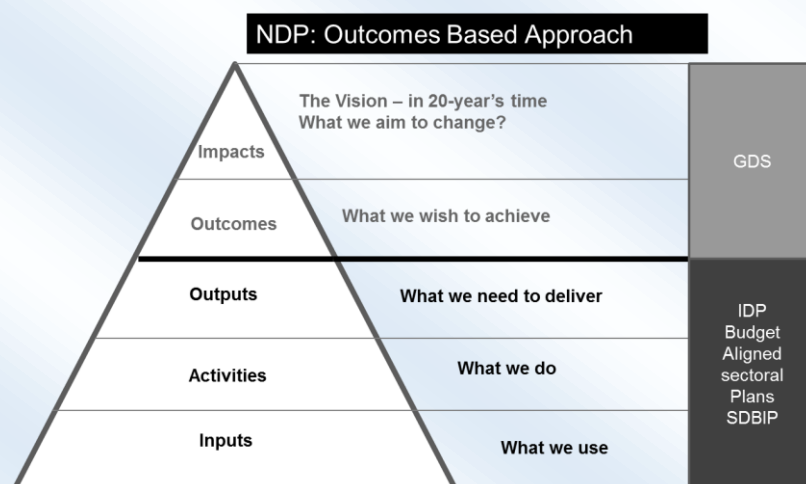 NDP: Outcomes Based Approach
The Vision – in 20-year's time
What we aim to change?
Impacts
GDS
What we wish to achieve
Outcomes
Outputs
What we need to deliver
IDP
Budget
Aligned
sectoral
Plans
SDBIP
Activities
What we do
Inputs
What we use